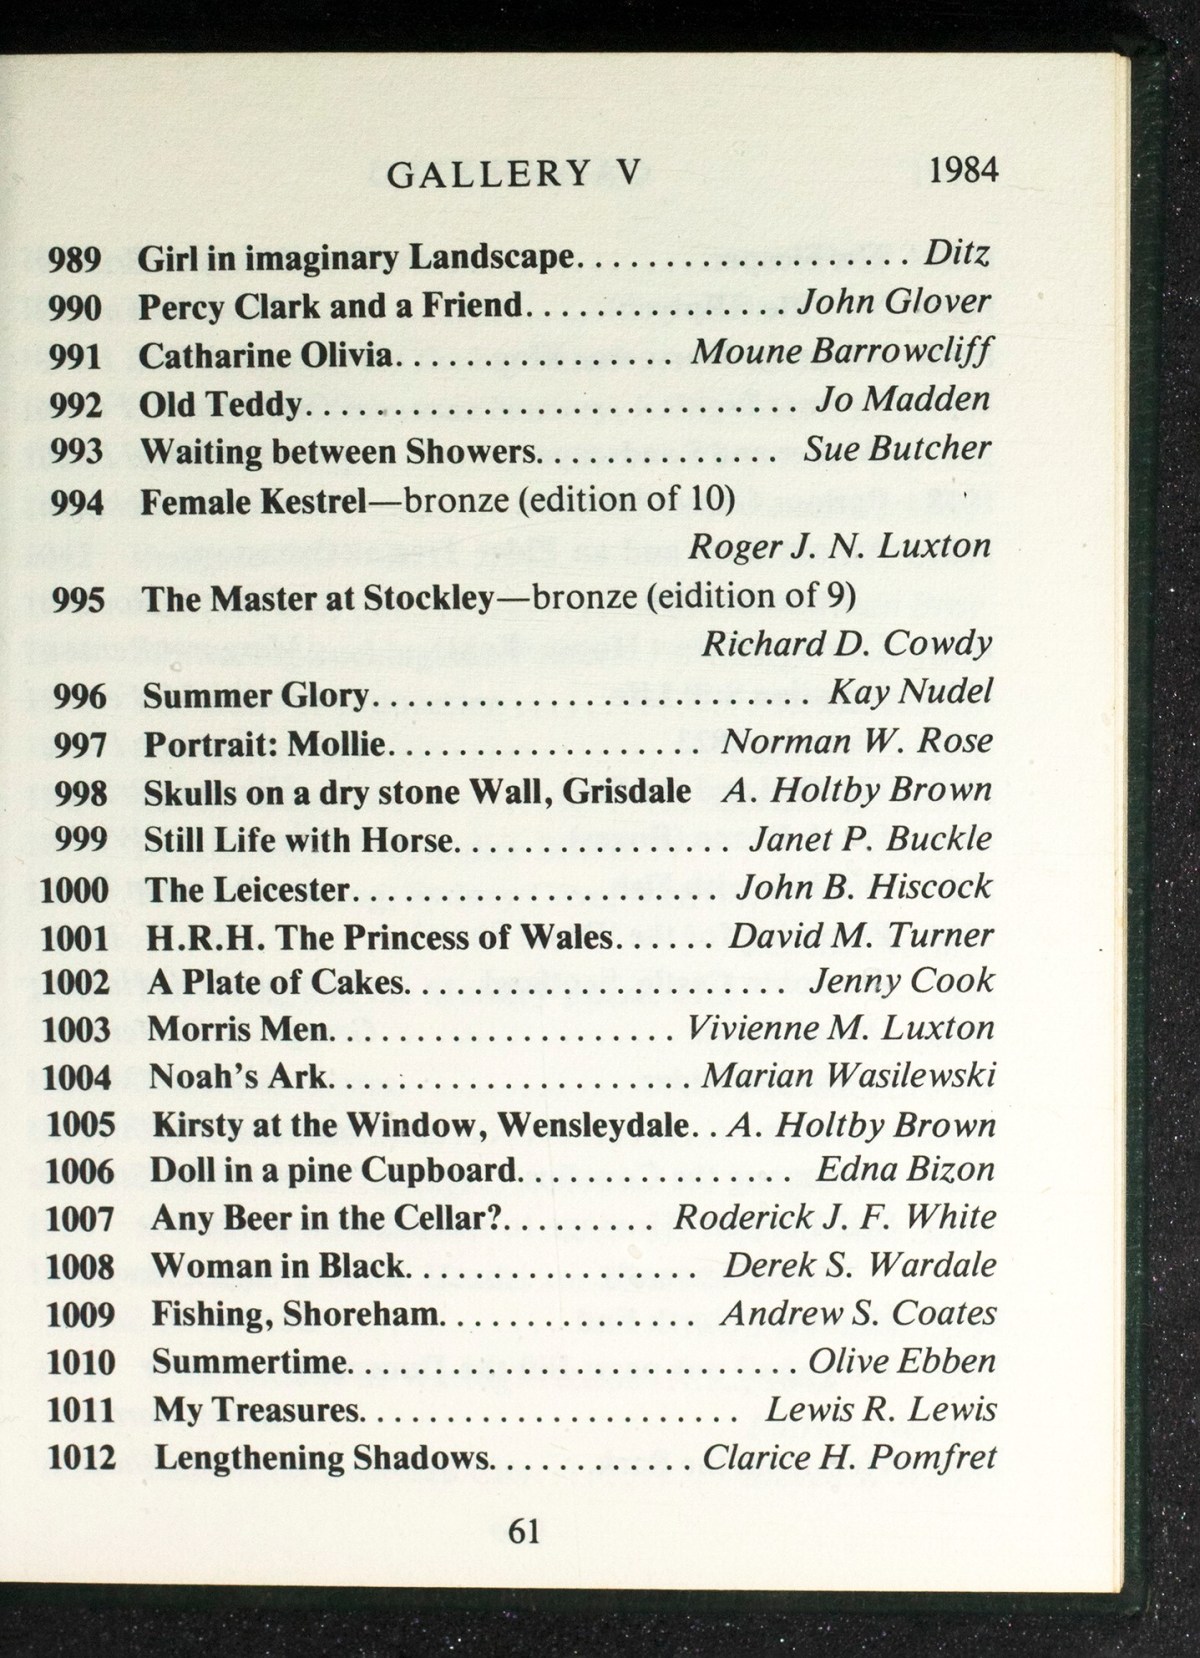 GALLERY V 1984
989 Girl in imaginary Landscape. . . . . . . . . . . . . . . . . . . Ditz
990 Percy Clark and a Friend. . . . . . . . . . . . . . . John Glover
991 Catharine Olivia. . . . . . . . . . . . . . . . Moune Barrowcliff
992 Old Teddy. . . . . . . . . . . . . . . . . . . . . . . . . . . . Jo Madden
993 Waiting between Showers. . . . . . . . . . . . . . Sue Butcher
994 Female Kestrel—bronze (edition of 10)
Roger J. N. Luxton
995 The Master at Stockley—bronze (eidition of 9)
Richard D. Cowdy
996 Summer Glory. . . . . . . . . . . . . . . . . . . . . . . . . Kay Nudel
997 Portrait: Mollie. . . . . . . . . . . . . . . . . . Norman W. Rose
998 Skulls on a dry stone Wall, Grisdale A. Holtby Brown
999 Still Life with Horse. . . . . . . . . . . . . . . . Janet P. Buckle
1000 The Leicester. . . . . . . . . . . . . . . . . . . . . John B. Hiscock
1001 H.R.H. The Princess of Wales. . . . . . David M. Turner
1002 A Plate of Cakes. . . . . . . . . . . . . . . . . . . . . . Jenny Cook
1003 Morris Men. . . . . . . . . . . . . . . . . . . . Vivienne M. Luxton
1004 Noah's Ark. . . . . . . . . . . . . . . . . . . . . Marian Wasilewski
1005 Kirsty at the Window, Wensleydale. . A. Holtby Brown
1006 Doll in a pine Cupboard. . . . . . . . . . . . . . . . Edna Bizon
1007 Any Beer in the Cellar?. . . . . . . . . Roderick J. F. White
1008 Woman in Black. . . . . . . . . . . . . . . . . Derek S. Wardale
1009 Fishing, Shoreham. . . . . . . . . . . . . . . Andrew S. Coates
1010 Summertime. . . . . . . . . . . . . . . . . . . . . . . . . . Olive Ebben
1011 My Treasures. . . . . . . . . . . . . . . . . . . . . . Lewis R. Lewis
1012 Lengthening Shadows. . . . . . . . . . . . Clarice H. Pomfret
61